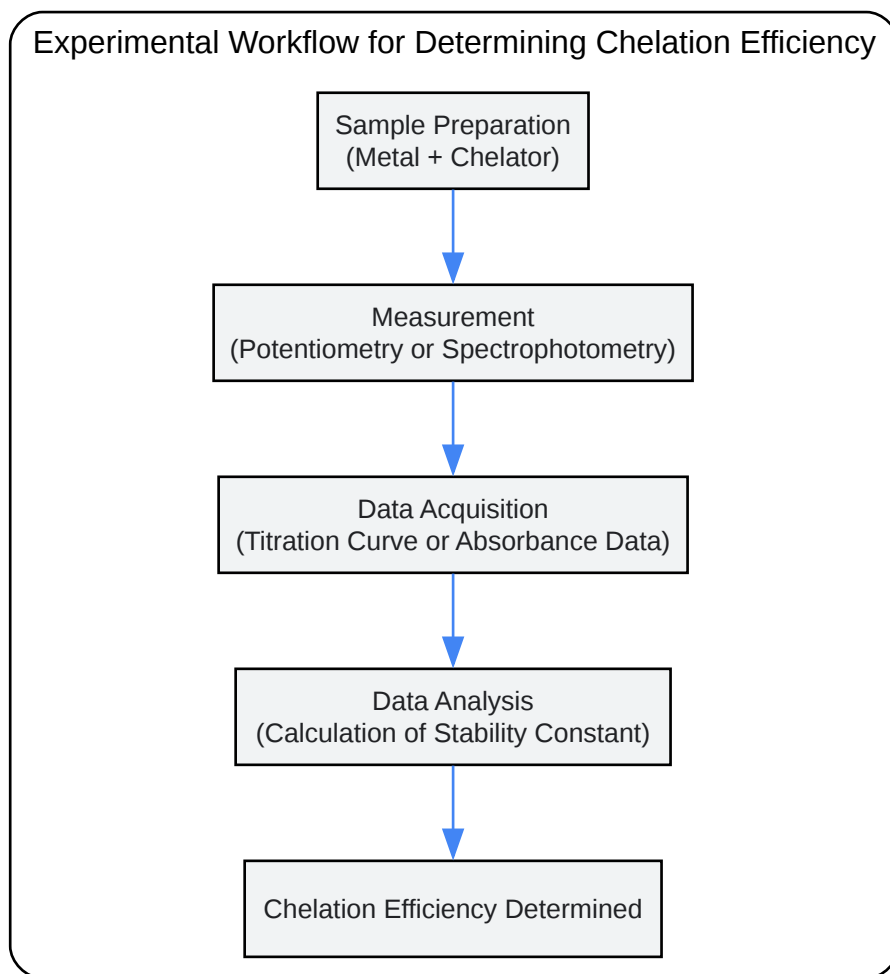 Experimental Workflow for Determining Chelation Efficiency
Sample Preparation
(Metal + Chelator)
Measurement
(Potentiometry or Spectrophotometry)
Data Acquisition
(Titration Curve or Absorbance Data)
Data Analysis
(Calculation of Stability Constant)
Chelation Efficiency Determined